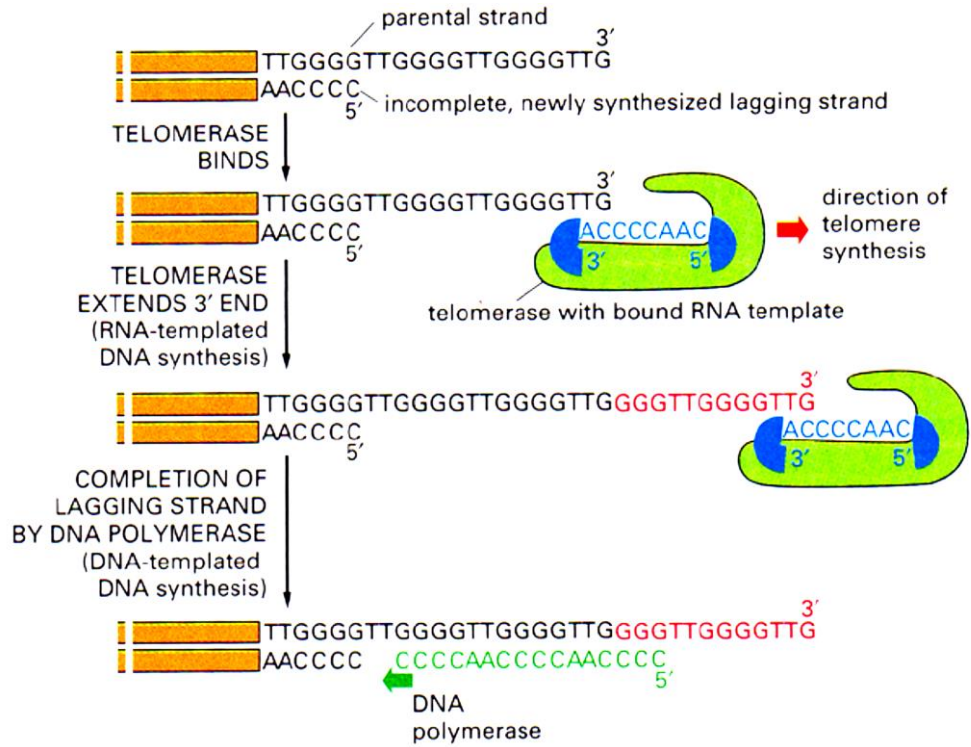 parental strand
3′
TTGGGGTTGGGGTTGGGGTTG
AACCCC
5′
incomplete, newly synthesized lagging strand
TELOMERASE
BINDS
3′
TTGGGGTTGGGGTTGGGGTTG
AACCCC
5′
ACCCCAAC
3′ 5′
direction of
telomere
synthesis
TELOMERASE
EXTENDS 3′ END
(RNA-templated
DNA synthesis)
telomerase with bound RNA template
3′
TTGGGGTTGGGGTTGGGGTTGGGGTTGGGGTTG
AACCCC
5′
ACCCCAAC
3′ 5′
COMPLETION OF
LAGGING STRAND
BY DNA POLYMERASE
(DNA-templated
DNA synthesis)
3′
TTGGGGTTGGGGTTGGGGTTGGGGTTGGGGTTG
AACCCC CCCCAACCCCAACCCC
5′
DNA
polymerase